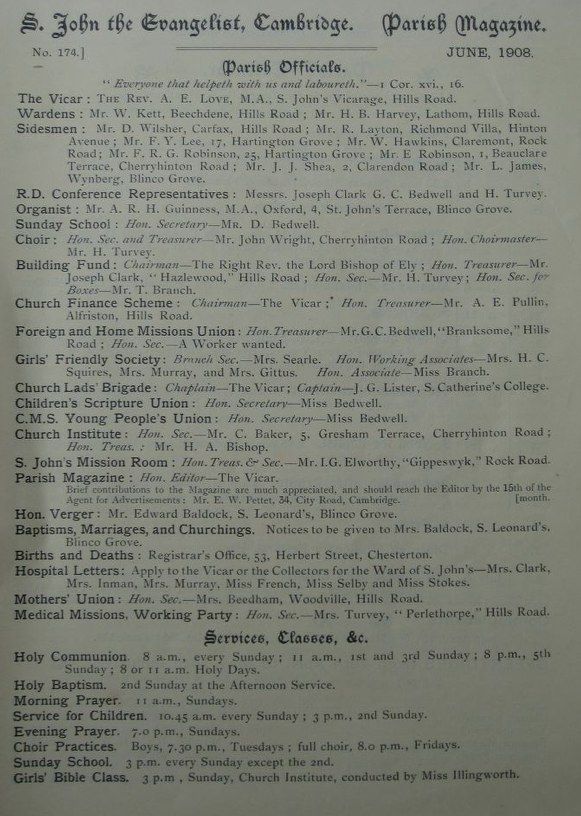 S. John the Evangelist, Cambridge. Parish Magazine.
No. 174.] JUNE, 1908.
Parish Officials.
" Everyone that helpeth with us and laboureth."—1 Cor. xvi., 16.
The Vicar : THE REV. A. E. LOVE, M.A., S. John's Vicarage, Hills Road.
Wardens : Mr. W. Kett, Beechdene, Hills Road ; Mr. H. B. Harvey, Lathom, Hills Road.
Sidesmen : Mr. D. Wilsher, Carfax, Hills Road ; Mr. R. Layton, Richmond Villa, Hinton
Avenue ; Mr. F. Y. Lee, 17, Hartington Grove ; Mr. W. Hawkins, Claremont, Rock
Road ; Mr. F. R. G. Robinson, 25, Hartington Grove ; Mr. E Robinson, 1, Beauclare
Terrace, Cherryhinton Road ; Mr. J. J. Shea, 2, Clarendon Road ; Mr. L. James,
Wynberg, Blinco Grove.
R.D. Conference Representatives : Messrs. Joseph Clark G. C. Bedwell and H. Turvey.
Organist : Mr. A. R. H. Guinness, M.A., Oxford, 4, St. John's Terrace, Blinco Grove.
Sunday School : Hon. Secretary—MR. D. Bedwell.
Choir : Hon. Sec. and Treasurer—Mr. John Wright, Cherryhinton Road ; Hon. Choirmaster—
Mr. H. Turvey.
Building Fund : Chairman—The Right Rev. the Lord Bishop of Ely ; Hon. Treasurer—Mr.
Joseph Clark, " Hazlewood," Hills Road ; Hon. Sec.—Mr. H. Turvey ; Hon. Sec. for
Boxes—Mr. T. Branch.
Church Finance Scheme : Chairman—The Vicar ; Hon. Treasurer—Mr. A. E. Pullin,
Alfriston, Hills Road.
Foreign and Home Missions Union : Hon. Treasurer—Mr. G. C. Bedwell, "Branksome," Hills
Road ; Hon. Sec.—A Worker wanted.
Girls' Friendly Society : Branch Sec.—Mrs. Searle. Hon. Working Associates—Mrs. H. C.
Squires, Mrs. Murray, and Mrs. Gittus. Hon. Associate—Miss Branch.
Church Lads' Brigade : Chaplain—The Vicar ; Captain—J. G. Lister, S. Catherine's College.
Children's Scripture Union : Hon. Secretary—Miss Bedwell.
C.M.S. Young People's Union : Hon. Secretary—Miss Bedwell.
Church Institute : Hon. Sec.—Mr. C. Baker, 5, Gresham Terrace, Cherryhinton Road ;
Hon. Treas. : Mr. H. A. Bishop.
S. John's Mission Room : Hon. Treas. & Sec.—Mr. I.G. Elworthy, "Gippeswyk," Rock Road.
Parish Magazine : Hon. Editor—The Vicar.
Brief contributions to the Magazine are much appreciated, and should reach the Editor by the 15th of the
Agent for Advertisements : Mr. E. W. Pettet, 34, City Road, Cambridge. [month.
Hon. Verger : Mr. Edward Baldock, S. Leonard's, Blinco Grove.
Baptisms, Marriages, and Churchings. Notices to be given to Mrs. Baldock, S. Leonard's,
Blinco Grove.
Births and Deaths : Registrar's Office, 53, Herbert Street, Chesterton.
Hospital Letters : Apply to the Vicar or the Collectors for the Ward of S. John's—Mrs. Clark,
Mrs. Inman, Mrs. Murray, Miss French, Miss Selby and Miss Stokes.
Mothers' Union : Hon. Sec.—Mrs. Beedham, Woodville, Hills Road.
Medical Missions, Working Party : Hon. Sec.—Mrs. Turvey, " Perlethorpe," Hills Road.
Services, Classes, &c.
Holy Communion. 8 a.m., every Sunday ; 11 a.m., 1st and 3rd Sunday ; 8 p.m., 5th
Sunday ; 8 or 11 a.m. Holy Days.
Holy Baptism. 2nd Sunday at the Afternoon Service.
Morning Prayer. 11 a.m., Sundays.
Service for Children. 10.45 a.m. every Sunday ; 3 p.m., 2nd Sunday.
Evening Prayer. 7.0 p.m., Sundays.
Choir Practices. Boys, 7.30 p.m., Tuesdays ; full choir, 8.0 p.m., Fridays.
Sunday School. 3 p.m. every Sunday except the 2nd.
Girls' Bible Class. 3 p.m , Sunday, Church Institute, conducted by Miss Illingworth.